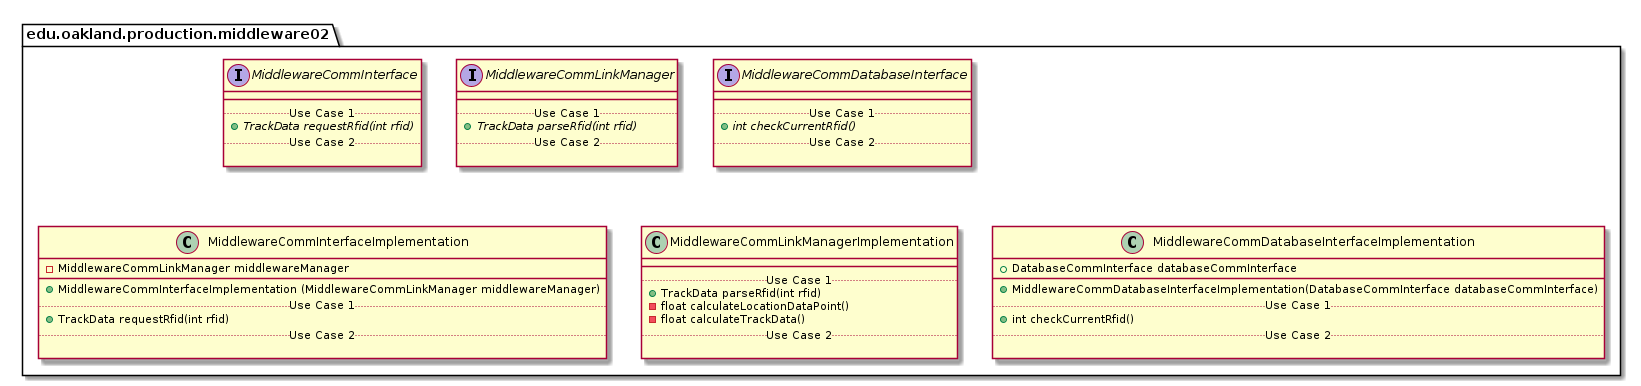 edu.oakland.production.middleware02
I MiddlewareCommInterface
Use Case 1
TrackData requestRfid(int rfid)
Use Case 2
I MiddlewareCommLinkManager
Use Case 1
TrackData parseRfid(int rfid)
Use Case 2
I MiddlewareCommDatabaseInterface
Use Case 1
int checkCurrentRfid()
Use Case 2
C MiddlewareCommInterfaceImplementation
MiddlewareCommLinkManager middlewareManager
MiddlewareCommInterfaceImplementation (MiddlewareCommLinkManager middlewareManager)
Use Case 1
TrackData requestRfid(int rfid)
Use Case 2
C MiddlewareCommLinkManagerImplementation
Use Case 1
TrackData parseRfid(int rfid)
float calculateLocationDataPoint()
float calculateTrackData()
Use Case 2
C MiddlewareCommDatabaseInterfaceImplementation
DatabaseCommInterface databaseCommInterface
MiddlewareCommDatabaseInterfaceImplementation(DatabaseCommInterface databaseCommInterface)
Use Case 1
int checkCurrentRfid()
Use Case 2